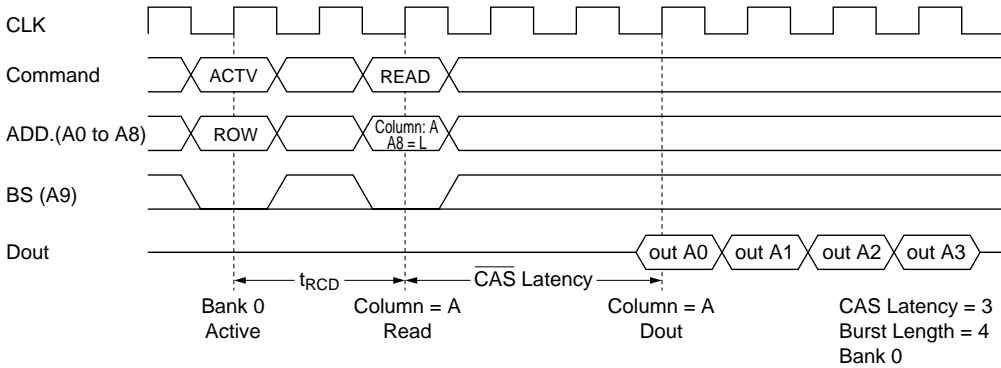 CLK
Command
ACTV
READ
ADD.(A0 to A8)
ROW
Column: A
A8 = L
BS (A9)
Dout
out A0
out A1
out A2
out A3
tRCD
CAS Latency
Bank 0
Active
Column = A
Read
Column = A
Dout
CAS Latency = 3
Burst Length = 4
Bank 0